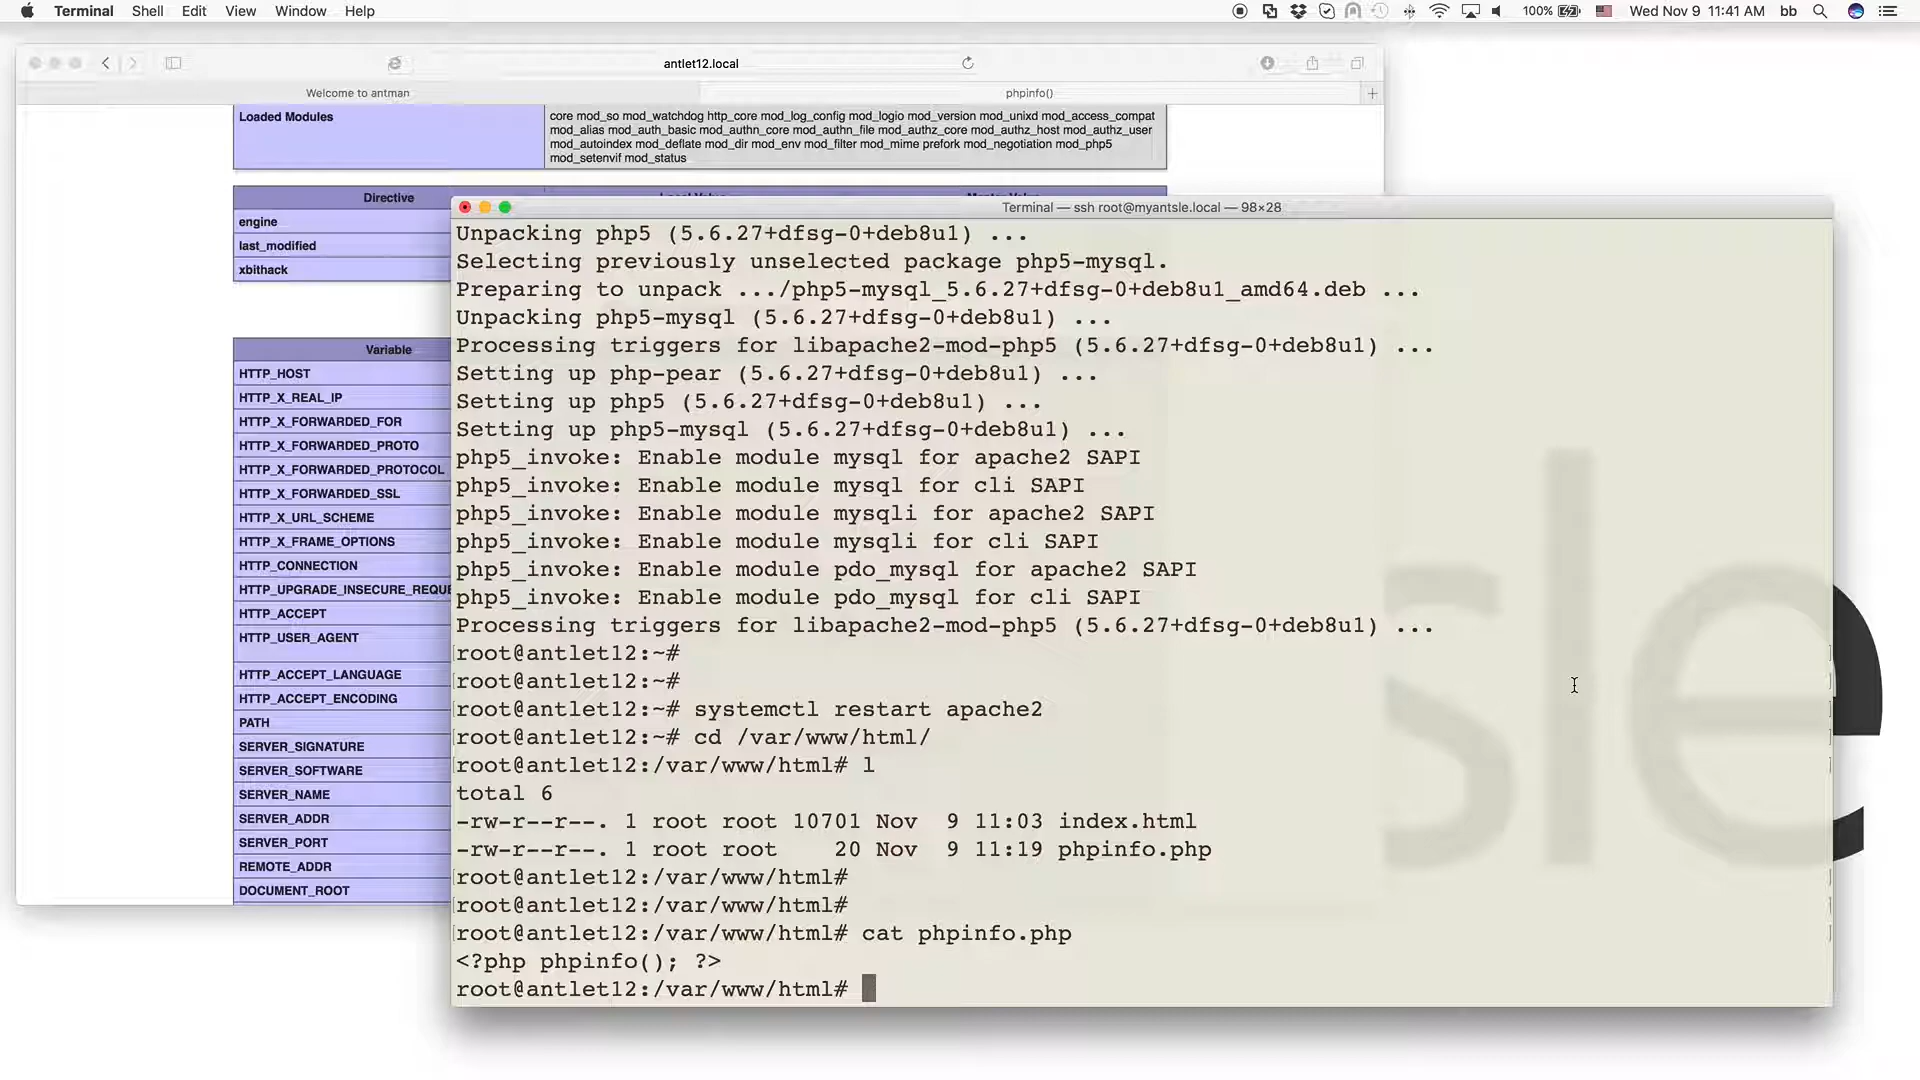 Terminal Shell Edit View Window Help 100% Wed Nov 9 11:41 AM bb
antlet12.local
Welcome to antman phpinfo()
Loaded Modules
core mod_so mod_watchdog http_core mod_log_config mod_logio mod_version mod_unixd mod_access_compat
mod_alias mod_auth_basic mod_authn_core mod_authn_file mod_authz_core mod_authz_host mod_authz_user
mod_autoindex mod_deflate mod_dir mod_env mod_filter mod_mime prefork mod_negotiation mod_php5
mod_setenvif mod_status
Directive Local Value Master Value
engine
last_modified
xbithack
Variable
HTTP_HOST
HTTP_X_REAL_IP
HTTP_X_FORWARDED_FOR
HTTP_X_FORWARDED_PROTO
HTTP_X_FORWARDED_PROTOCOL
HTTP_X_FORWARDED_SSL
HTTP_X_URL_SCHEME
HTTP_X_FRAME_OPTIONS
HTTP_CONNECTION
HTTP_UPGRADE_INSECURE_REQUE
HTTP_ACCEPT
HTTP_USER_AGENT
HTTP_ACCEPT_LANGUAGE
HTTP_ACCEPT_ENCODING
PATH
SERVER_SIGNATURE
SERVER_SOFTWARE
SERVER_NAME
SERVER_ADDR
SERVER_PORT
REMOTE_ADDR
DOCUMENT_ROOT
Terminal — ssh root@myantsle.local — 98×28
Unpacking php5 (5.6.27+dfsg-0+deb8u1) ...
Selecting previously unselected package php5-mysql.
Preparing to unpack .../php5-mysql_5.6.27+dfsg-0+deb8u1_amd64.deb ...
Unpacking php5-mysql (5.6.27+dfsg-0+deb8u1) ...
Processing triggers for libapache2-mod-php5 (5.6.27+dfsg-0+deb8u1) ...
Setting up php-pear (5.6.27+dfsg-0+deb8u1) ...
Setting up php5 (5.6.27+dfsg-0+deb8u1) ...
Setting up php5-mysql (5.6.27+dfsg-0+deb8u1) ...
php5_invoke: Enable module mysql for apache2 SAPI
php5_invoke: Enable module mysql for cli SAPI
php5_invoke: Enable module mysqli for apache2 SAPI
php5_invoke: Enable module mysqli for cli SAPI
php5_invoke: Enable module pdo_mysql for apache2 SAPI
php5_invoke: Enable module pdo_mysql for cli SAPI
Processing triggers for libapache2-mod-php5 (5.6.27+dfsg-0+deb8u1) ...
root@antlet12:~#
root@antlet12:~#
root@antlet12:~# systemctl restart apache2
root@antlet12:~# cd /var/www/html/
root@antlet12:/var/www/html# l
total 6
-rw-r--r--. 1 root root 10701 Nov  9 11:03 index.html
-rw-r--r--. 1 root root    20 Nov  9 11:19 phpinfo.php
root@antlet12:/var/www/html#
root@antlet12:/var/www/html#
root@antlet12:/var/www/html# cat phpinfo.php
<?php phpinfo(); ?>
root@antlet12:/var/www/html#
sle